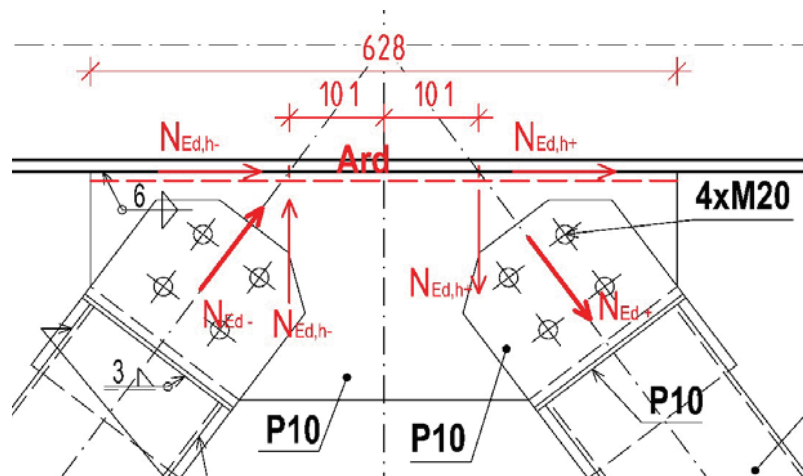 628
101 101
NEd,h- NEd,h+
Ard
6
4xM20
NEd,h+
NEd- NEd,h- NEd+
3
P10
P10 P10